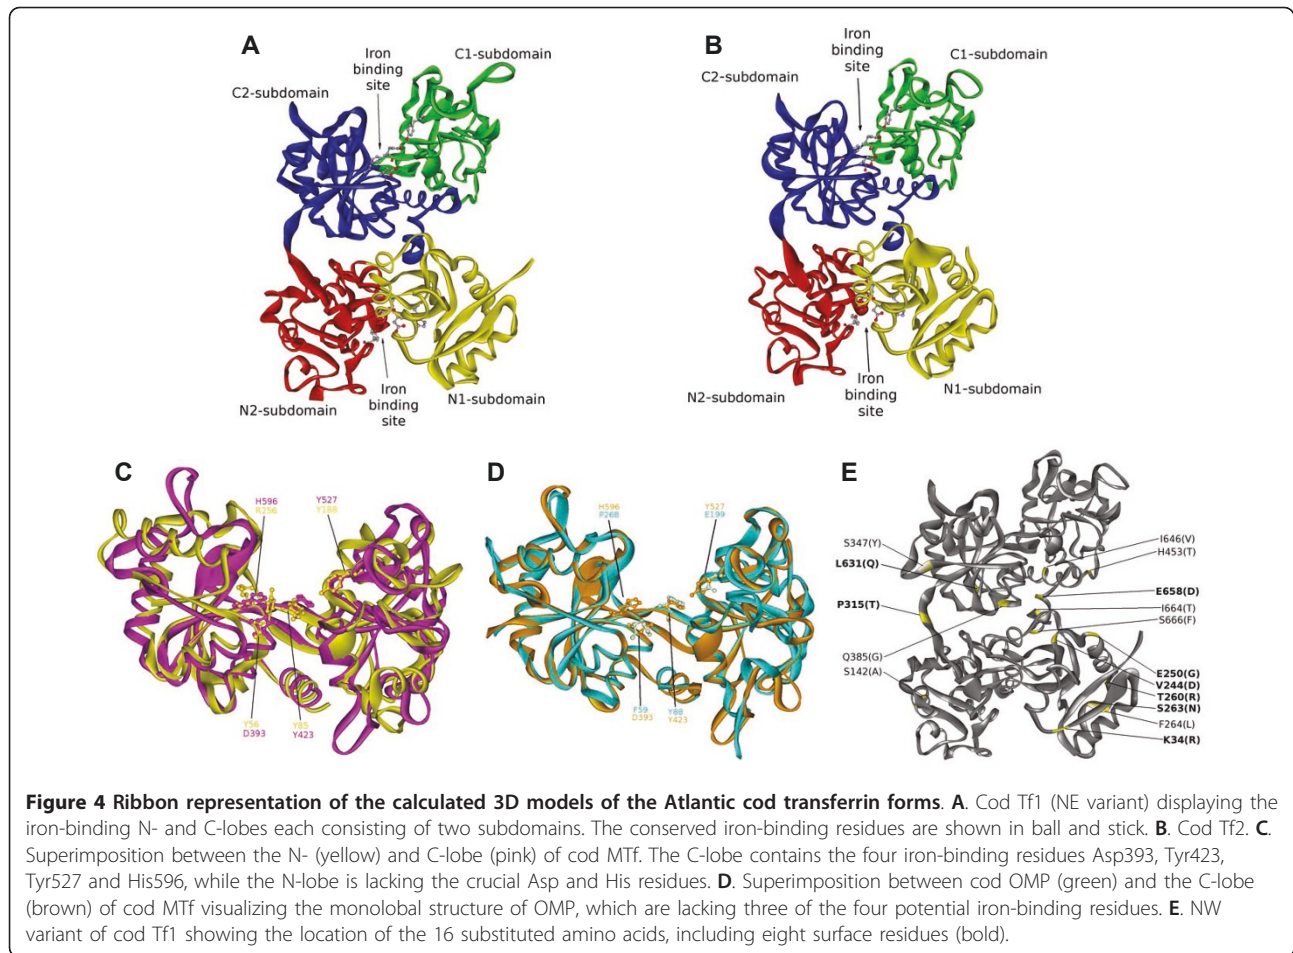 A
Iron
binding
site
C1-subdomain
C2-subdomain
N2-subdomain
Iron
binding
site
N1-subdomain
B
Iron
binding
site
C1-subdomain
C2-subdomain
N2-subdomain
Iron
binding
site
N1-subdomain
C
H596
R256
Y527
Y188
Y56
D393
Y85
Y423
D
H596
P268
Y527
E199
F59
D393
Y88
Y423
E
S347(Y)
L631(Q)
P315(T)
Q385(G)
S142(A)
I646(V)
H453(T)
E658(D)
I664(T)
S666(F)
E250(G)
V244(D)
T260(R)
S263(N)
F264(L)
K34(R)
Figure 4 Ribbon representation of the calculated 3D models of the Atlantic cod transferrin forms. A. Cod Tf1 (NE variant) displaying the
iron-binding N- and C-lobes each consisting of two subdomains. The conserved iron-binding residues are shown in ball and stick. B. Cod Tf2. C.
Superimposition between the N- (yellow) and C-lobe (pink) of cod MTf. The C-lobe contains the four iron-binding residues Asp393, Tyr423,
Tyr527 and His596, while the N-lobe is lacking the crucial Asp and His residues. D. Superimposition between cod OMP (green) and the C-lobe
(brown) of cod MTf visualizing the monolobal structure of OMP, which are lacking three of the four potential iron-binding residues. E. NW
variant of cod Tf1 showing the location of the 16 substituted amino acids, including eight surface residues (bold).